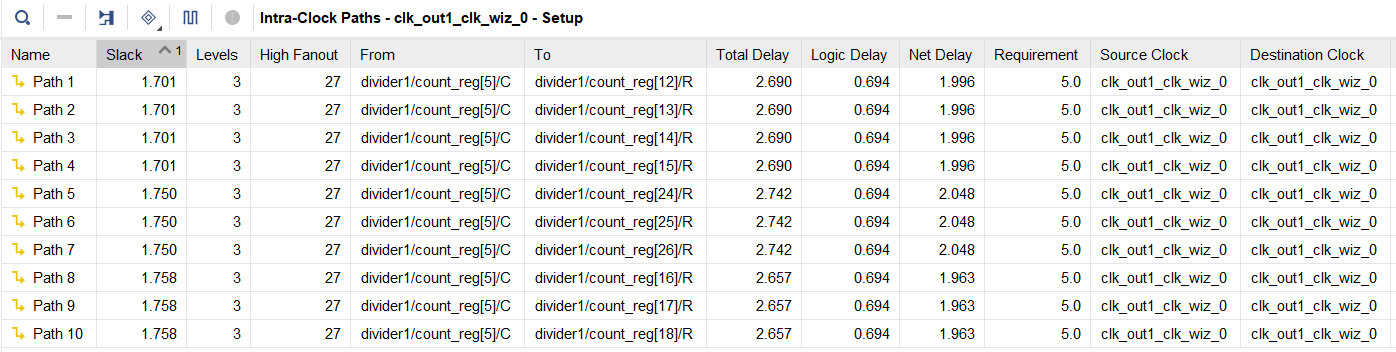 Intra-Clock Paths - clk_out1_clk_wiz_0 - Setup
Name Slack 1 Levels High Fanout From To Total Delay Logic Delay Net Delay Requirement Source Clock Destination Clock
Path 1 1.701 3 27 divider1/count_reg[5]/C divider1/count_reg[12]/R 2.690 0.694 1.996 5.0 clk_out1_clk_wiz_0 clk_out1_clk_wiz_0
Path 2 1.701 3 27 divider1/count_reg[5]/C divider1/count_reg[13]/R 2.690 0.694 1.996 5.0 clk_out1_clk_wiz_0 clk_out1_clk_wiz_0
Path 3 1.701 3 27 divider1/count_reg[5]/C divider1/count_reg[14]/R 2.690 0.694 1.996 5.0 clk_out1_clk_wiz_0 clk_out1_clk_wiz_0
Path 4 1.701 3 27 divider1/count_reg[5]/C divider1/count_reg[15]/R 2.690 0.694 1.996 5.0 clk_out1_clk_wiz_0 clk_out1_clk_wiz_0
Path 5 1.750 3 27 divider1/count_reg[5]/C divider1/count_reg[24]/R 2.742 0.694 2.048 5.0 clk_out1_clk_wiz_0 clk_out1_clk_wiz_0
Path 6 1.750 3 27 divider1/count_reg[5]/C divider1/count_reg[25]/R 2.742 0.694 2.048 5.0 clk_out1_clk_wiz_0 clk_out1_clk_wiz_0
Path 7 1.750 3 27 divider1/count_reg[5]/C divider1/count_reg[26]/R 2.742 0.694 2.048 5.0 clk_out1_clk_wiz_0 clk_out1_clk_wiz_0
Path 8 1.758 3 27 divider1/count_reg[5]/C divider1/count_reg[16]/R 2.657 0.694 1.963 5.0 clk_out1_clk_wiz_0 clk_out1_clk_wiz_0
Path 9 1.758 3 27 divider1/count_reg[5]/C divider1/count_reg[17]/R 2.657 0.694 1.963 5.0 clk_out1_clk_wiz_0 clk_out1_clk_wiz_0
Path 10 1.758 3 27 divider1/count_reg[5]/C divider1/count_reg[18]/R 2.657 0.694 1.963 5.0 clk_out1_clk_wiz_0 clk_out1_clk_wiz_0